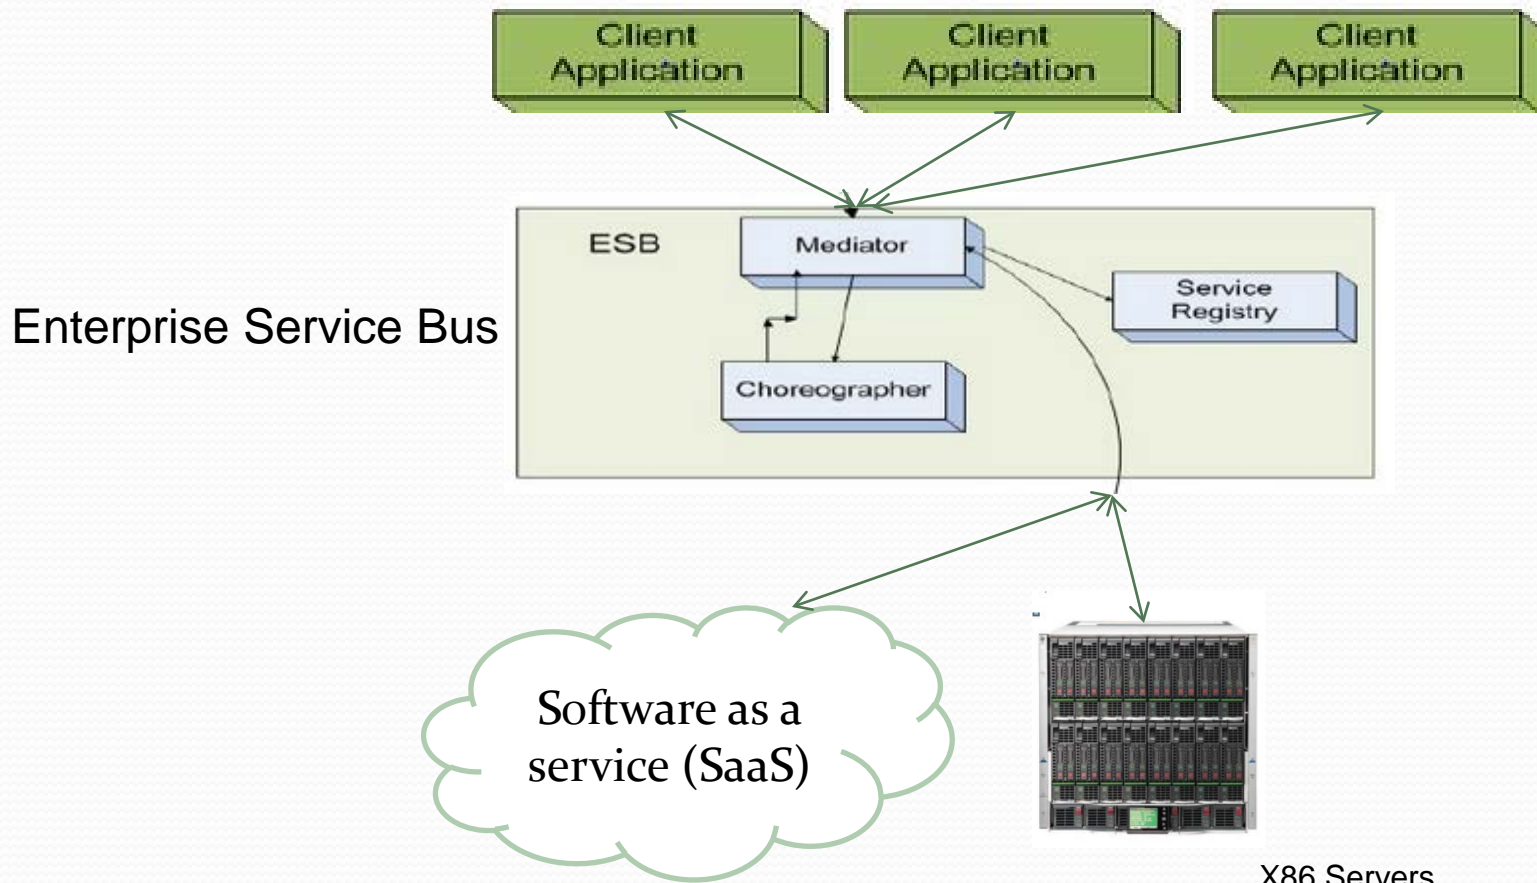 Client
Application
Client
Application
Client
Application
ESB
Mediator
Service
Registry
Enterprise Service Bus
Choreographer
Software as a
service (SaaS)
X86 Servers